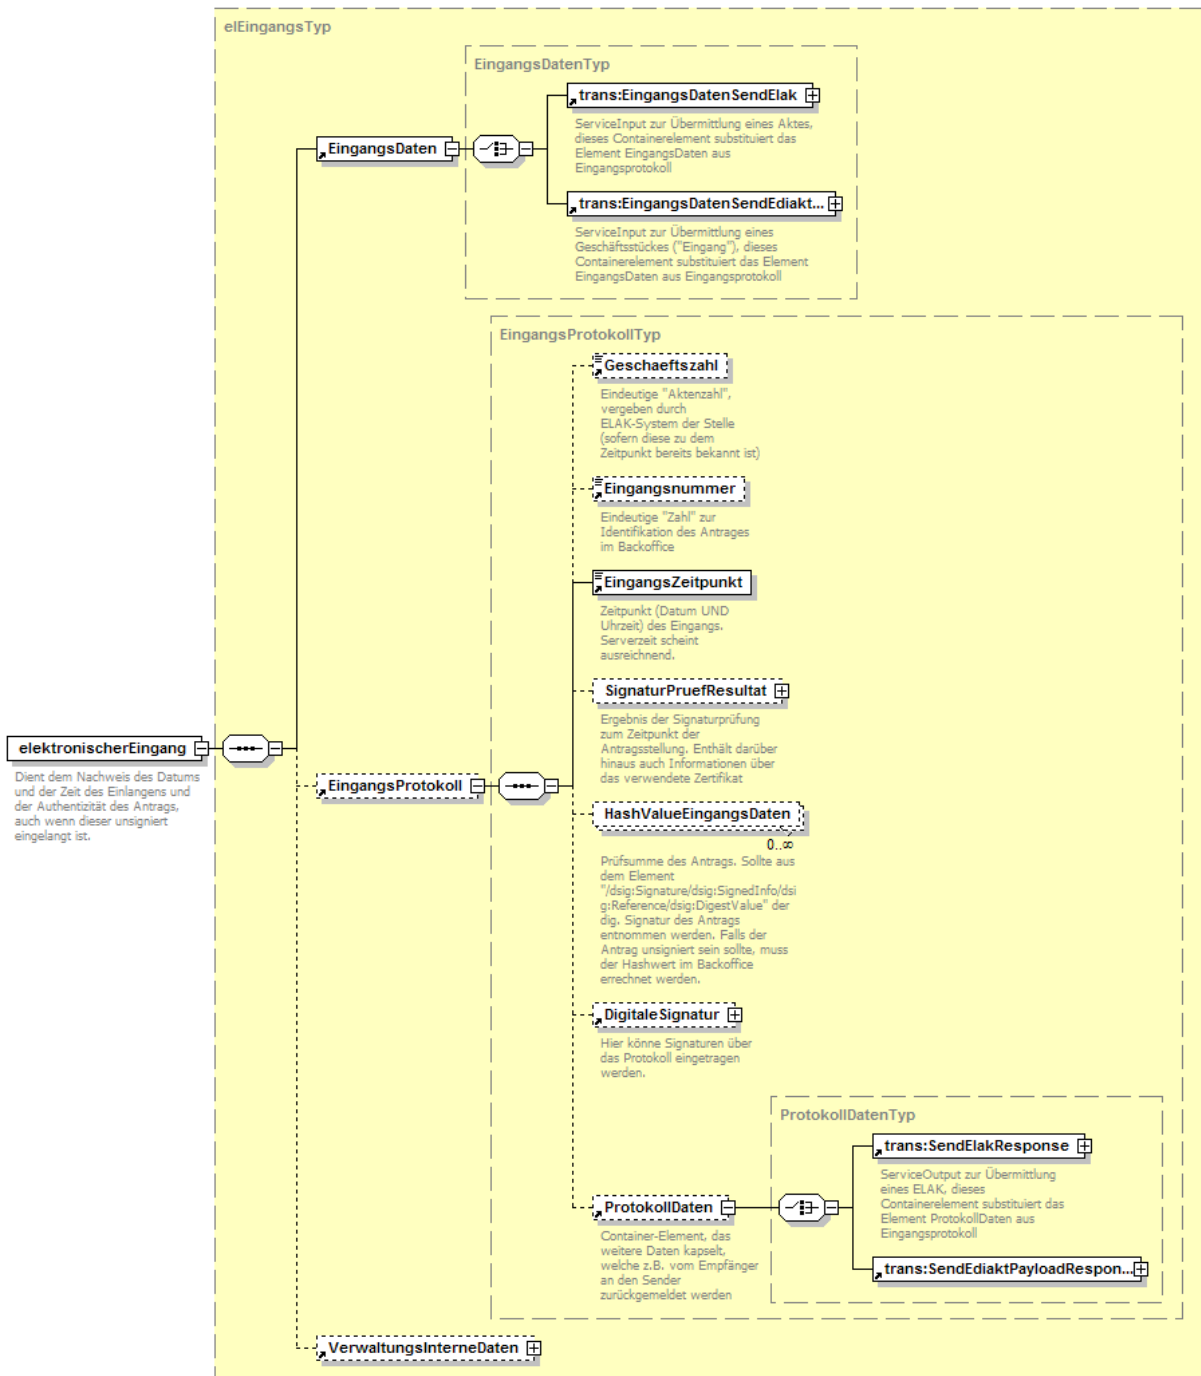 elEingangsTyp
EingangsDatenTyp
trans:EingangsDatenSendElak
ServiceInput zur Übermittlung eines Aktes,
dieses Containerelement substituiert das
Element EingangsDaten aus
Eingangsprotokoll
EingangsDaten
trans:EingangsDatenSendEdiakt...
ServiceInput zur Übermittlung eines
Geschäftsstückes ("Eingang"), dieses
Containerelement substituiert das Element
EingangsDaten aus Eingangsprotokoll
EingangsProtokollTyp
Geschaeftszahl
Eindeutige "Aktenzahl",
vergeben durch
ELAK-System der Stelle
(sofern diese zu dem
Zeitpunkt bereits bekannt ist)
Eingangsnummer
Eindeutige "Zahl" zur
Identifikation des Antrages
im Backoffice
EingangsZeitpunkt
Zeitpunkt (Datum UND
Uhrzeit) des Eingangs.
Serverzeit scheint
ausreichnend.
SignaturPruefResultat
Ergebnis der Signaturprüfung
zum Zeitpunkt der
Antragsstellung. Enthält darüber
hinaus auch Informationen über
das verwendete Zertifikat
elektronischerEingang
Dient dem Nachweis des Datums
und der Zeit des Einlangens und
der Authentizität des Antrags,
auch wenn dieser unsigniert
eingelangt ist.
EingangsProtokoll
HashValueEingangsDaten
0..∞
Prüfsumme des Antrags. Sollte aus
dem Element
"/dsig:Signature/dsig:SignedInfo/dsi
g:Reference/dsig:DigestValue" der
dig. Signatur des Antrags
entnommen werden. Falls der
Antrag unsigniert sein sollte, muss
der Hashwert im Backoffice
errechnet werden.
DigitaleSignatur
Hier könne Signaturen über
das Protokoll eingetragen
werden.
ProtokollDatenTyp
trans:SendElakResponse
ServiceOutput zur Übermittlung
eines ELAK, dieses
Containerelement substituiert das
Element ProtokollDaten aus
Eingangsprotokoll
ProtokollDaten
Container-Element, das
weitere Daten kapselt,
welche z.B. vom Empfänger
an den Sender
zurückgemeldet werden
trans:SendEdiaktPayloadRespon...
VerwaltungsInterneDaten